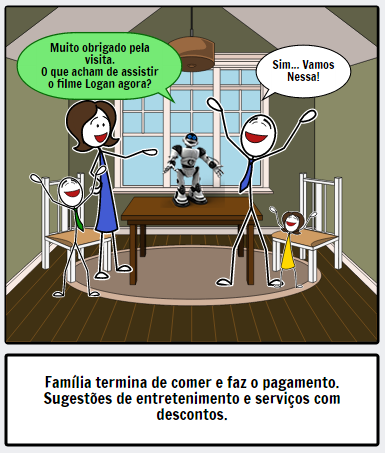 Muito obrigado pela
visita.
O que acham de assistir
o filme Logan agora?
Sim... Vamos
Nessa!
Família termina de comer e faz o pagamento.
Sugestões de entretenimento e serviços com
descontos.